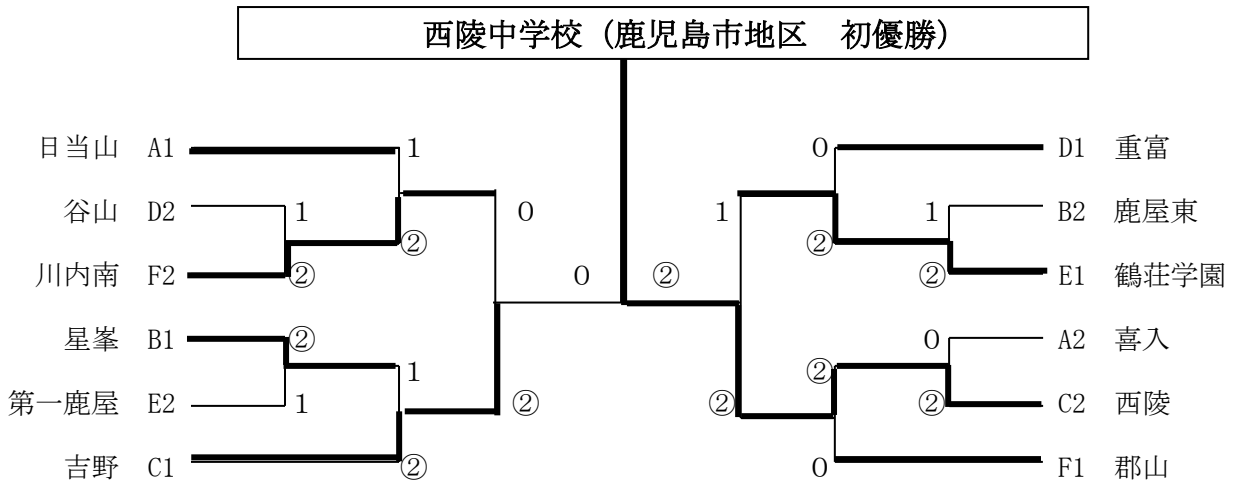 西陵中学校（鹿児島市地区　初優勝）
日当山 A1 1 0 D1 重富
谷山 D2 1 0 1 1 B2 鹿屋東
② ②
川内南 F2 ② 0 ② ② E1 鶴荘学園
星峯 B1 ② 0 A2 喜入
1 ②
第一鹿屋 E2 1 ② ② ② C2 西陵
吉野 C1 ② 0 F1 郡山